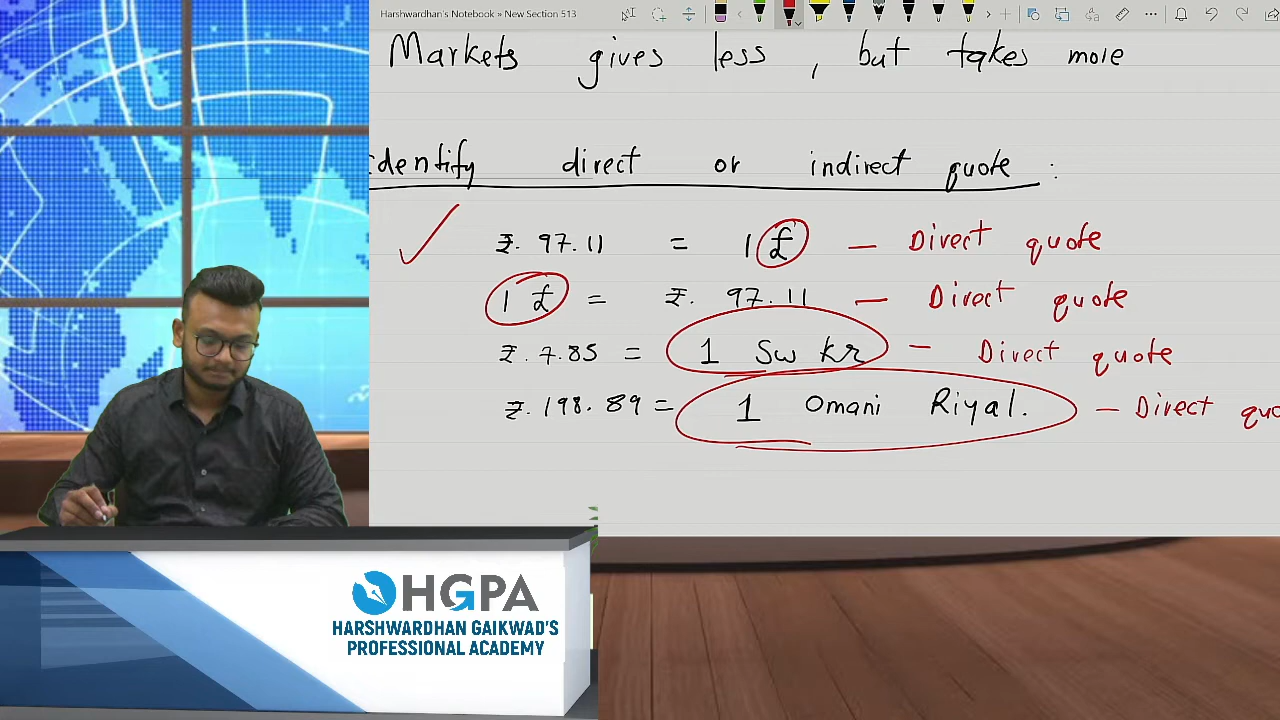 Harshwardhan's Notebook » New Section 513
Markets gives less , but takes more
identify direct or indirect quote :
₹. 97.11 = 1 £ — Direct quote
1 £ = ₹. 97.11 — Direct quote
₹. 7.85 = 1 Sw kr — Direct quote
₹. 198.89 = 1 Omani Riyal. — Direct quo
HGPA
HARSHWARDHAN GAIKWAD'S
PROFESSIONAL ACADEMY